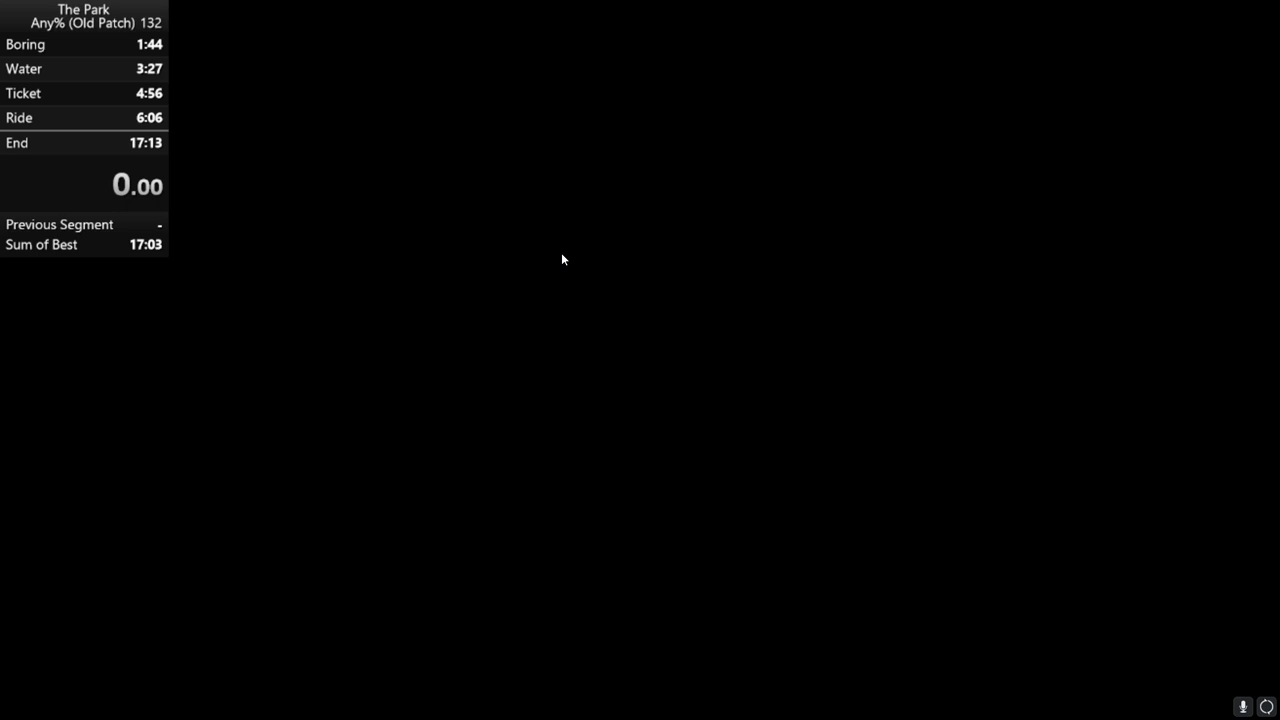 The Park
Any% (Old Patch) 132
Boring 1:44
Water 3:27
Ticket 4:56
Ride 6:06
End 17:13
0.00
Previous Segment -
Sum of Best 17:03